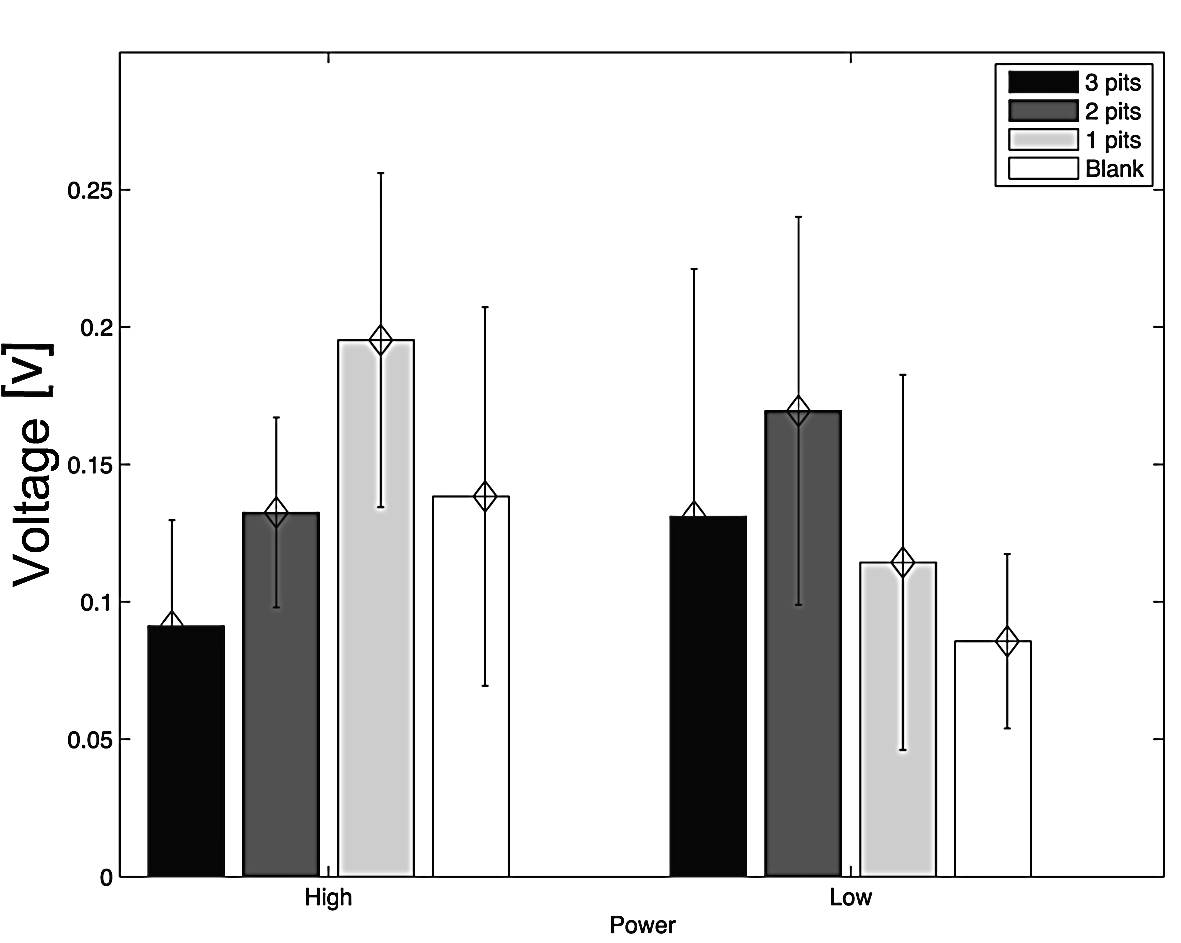 3 pits
2 pits
1 pits
Blank
Voltage [v]
0.25
0.2
0.15
0.1
0.05
0
High
Low
Power